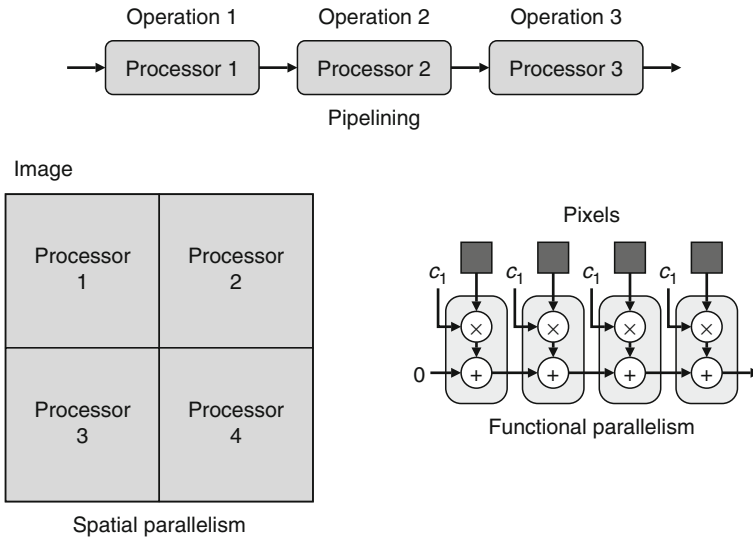 Operation 1 Operation 2 Operation 3
Processor 1 Processor 2 Processor 3
Pipelining
Image
Processor
1
Processor
2
Processor
3
Processor
4
Spatial parallelism
Pixels
c1 c1 c1 c1
× × × ×
0 + + + +
Functional parallelism